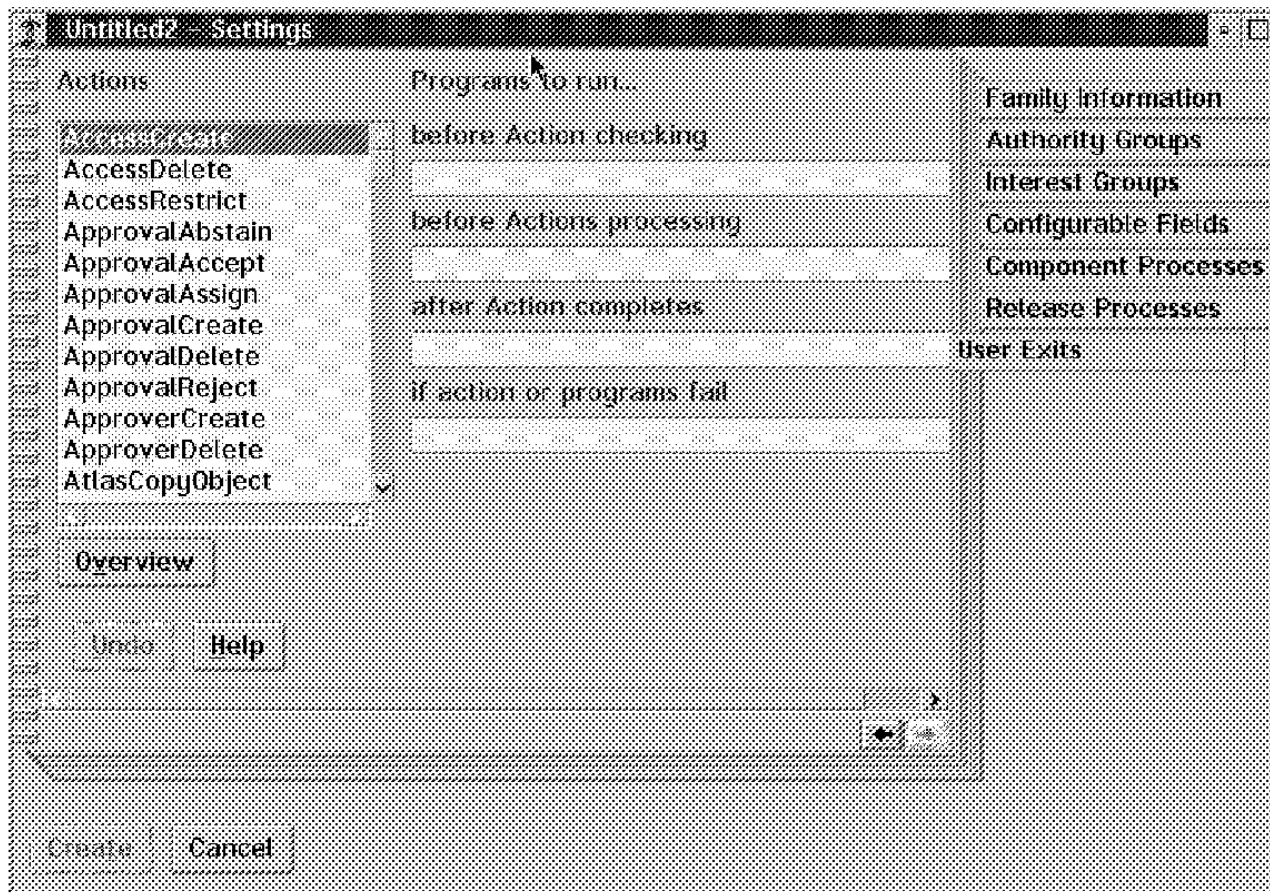 Untitled2 – Settings
Actions
AccessCreate
AccessDelete
AccessRestrict
ApprovalAbstain
ApprovalAccept
ApprovalAssign
ApprovalCreate
ApprovalDelete
ApprovalReject
ApproverCreate
ApproverDelete
AtlasCopyObject
Overview
Undo
Help
Programs to run...
before Action checking
before Actions processing
after Action completes
if action or programs fail
Family Information
Authority Groups
Interest Groups
Configurable Fields
Component Processes
Release Processes
User Exits
Create
Cancel